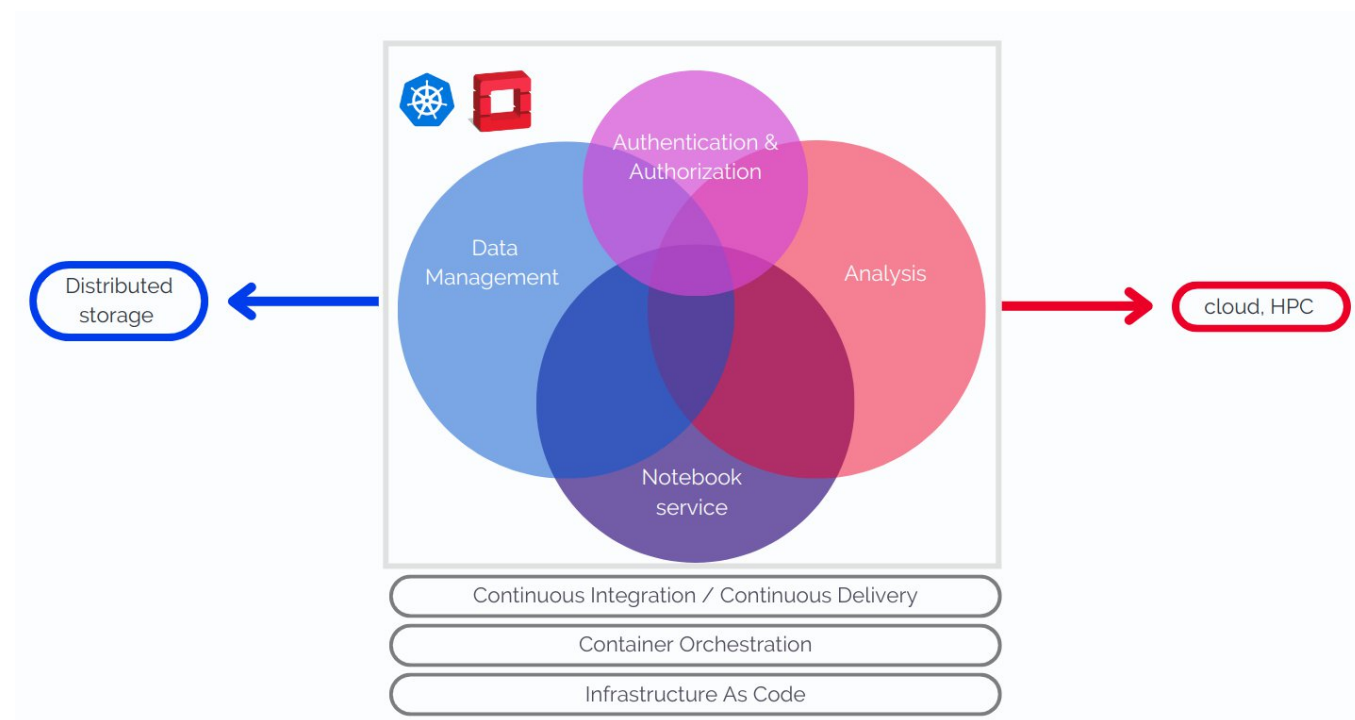 Authentication &
Authorization
Data
Management
Analysis
Distributed
storage
cloud, HPC
Notebook
service
Continuous Integration / Continuous Delivery
Container Orchestration
Infrastructure As Code